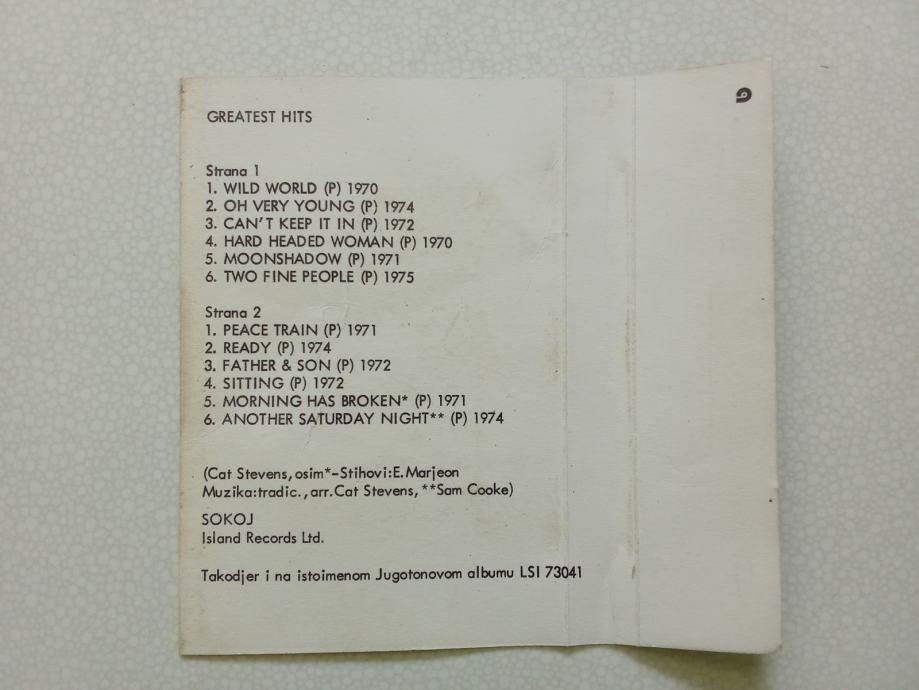 GREATEST HITS
Strana 1
1. WILD WORLD (P) 1970
2. OH VERY YOUNG (P) 1974
3. CAN'T KEEP IT IN (P) 1972
4. HARD HEADED WOMAN (P) 1970
5. MOONSHADOW (P) 1971
6. TWO FINE PEOPLE (P) 1975
Strana 2
1. PEACE TRAIN (P) 1971
2. READY (P) 1974
3. FATHER & SON (P) 1972
4. SITTING (P) 1972
5. MORNING HAS BROKEN* (P) 1971
6. ANOTHER SATURDAY NIGHT** (P) 1974
(Cat Stevens, osim*-Stihovi:E.Marjeon
Muzika:tradic., arr.Cat Stevens, **Sam Cooke)
SOKOJ
Island Records Ltd.
Takodjer i na istoimenom Jugotonovom albumu LSI 73041